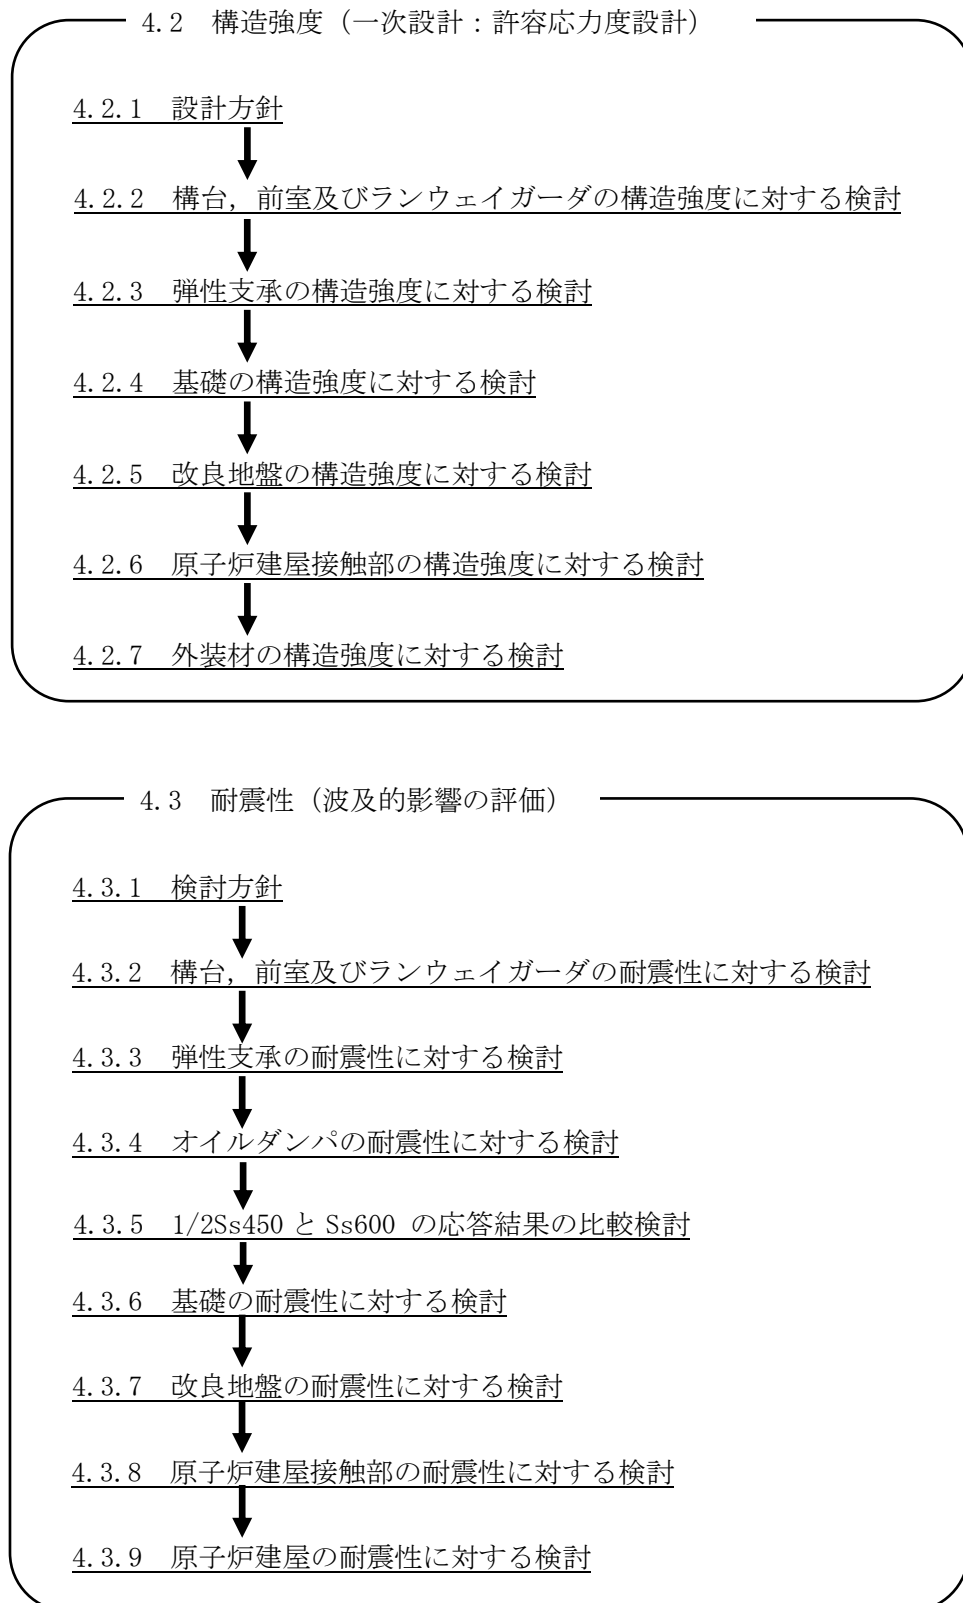 4.2 構造強度（一次設計：許容応力度設計）
4.2.1 設計方針
4.2.2 構台，前室及びランウェイガーダの構造強度に対する検討
4.2.3 弾性支承の構造強度に対する検討
4.2.4 基礎の構造強度に対する検討
4.2.5 改良地盤の構造強度に対する検討
4.2.6 原子炉建屋接触部の構造強度に対する検討
4.2.7 外装材の構造強度に対する検討
4.3 耐震性（波及的影響の評価）
4.3.1 検討方針
4.3.2 構台，前室及びランウェイガーダの耐震性に対する検討
4.3.3 弾性支承の耐震性に対する検討
4.3.4 オイルダンパの耐震性に対する検討
4.3.5 1/2Ss450 と Ss600 の応答結果の比較検討
4.3.6 基礎の耐震性に対する検討
4.3.7 改良地盤の耐震性に対する検討
4.3.8 原子炉建屋接触部の耐震性に対する検討
4.3.9 原子炉建屋の耐震性に対する検討